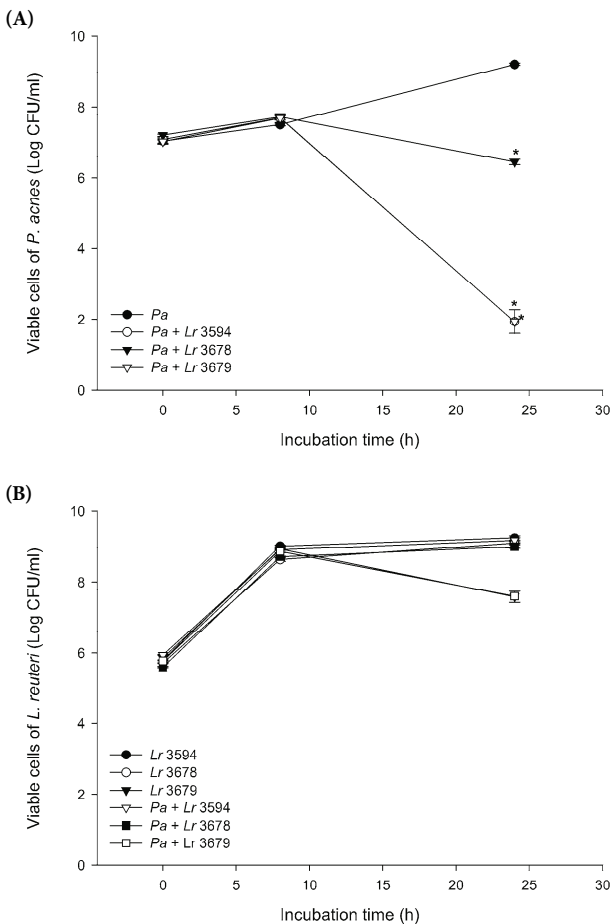 (A)
10
8
6
4
2
0
Viable cells of P. acnes (Log CFU/ml)
*
*
*
Pa
Pa + Lr 3594
Pa + Lr 3678
Pa + Lr 3679
0 5 10 15 20 25 30
Incubation time (h)
(B)
10
8
6
4
2
0
Viable cells of L. reuteri (Log CFU/ml)
Lr 3594
Lr 3678
Lr 3679
Pa + Lr 3594
Pa + Lr 3678
Pa + Lr 3679
0 5 10 15 20 25 30
Incubation time (h)